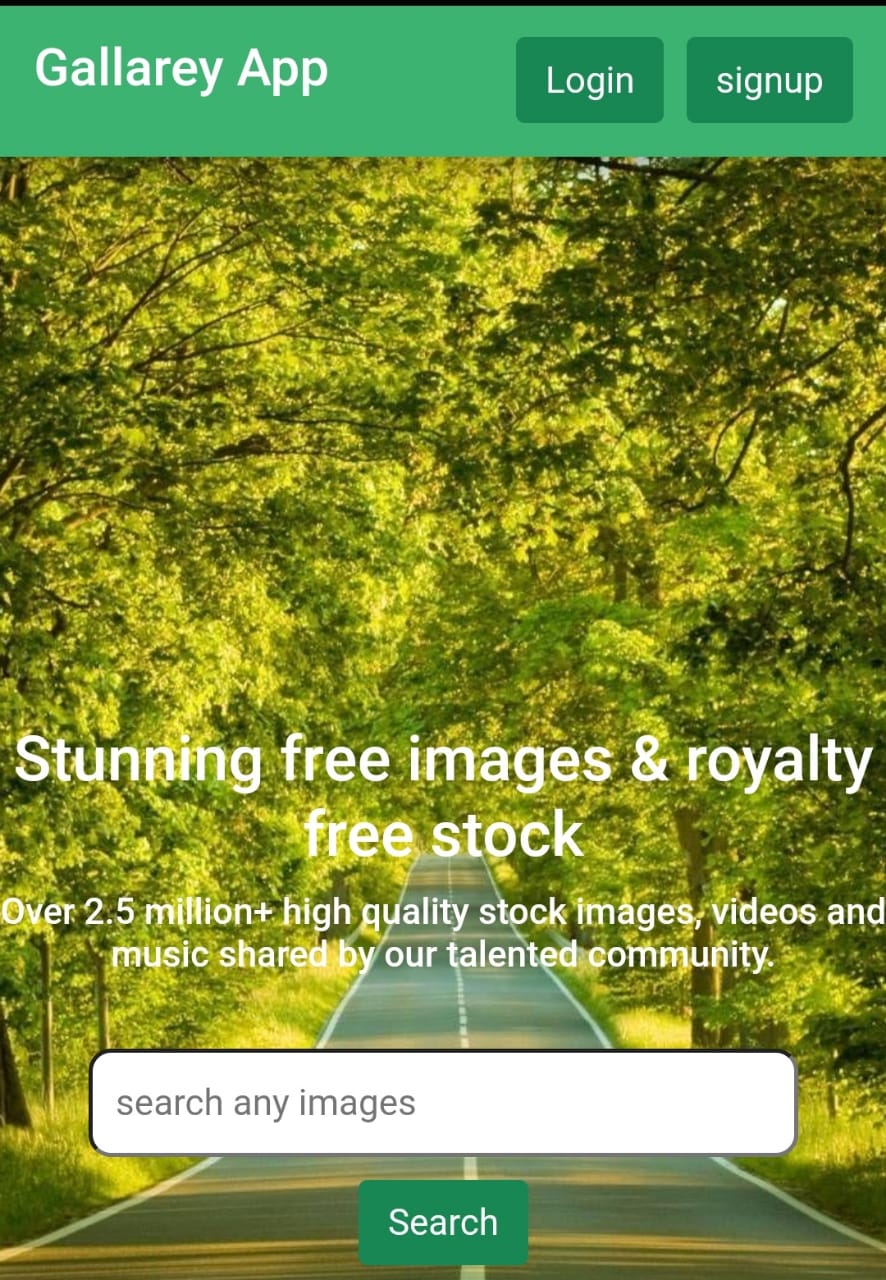 Gallarey App
Login
signup
Stunning free images & royalty
free stock
Over 2.5 million+ high quality stock images, videos and
music shared by our talented community.
search any images
Search